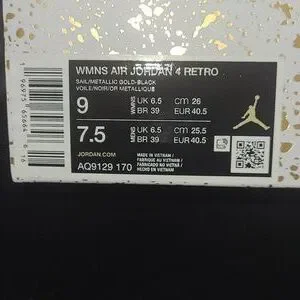 WMNS AIR JORDAN 4 RETRO
SAIL/METALLIC GOLD-BLACK
VOILE/NOIR/OR METALLIQUE
9 WMNS UK 6.5 cm 26
BR 39 EUR 40.5
7.5 MENS UK 6.5 cm 25.5
BR 39 EUR 40.5
JORDAN.COM
MADE IN VIETNAM
FABRIQUÉ AU VIETNAM
HECHO EN VIETNAM
AQ9129 170